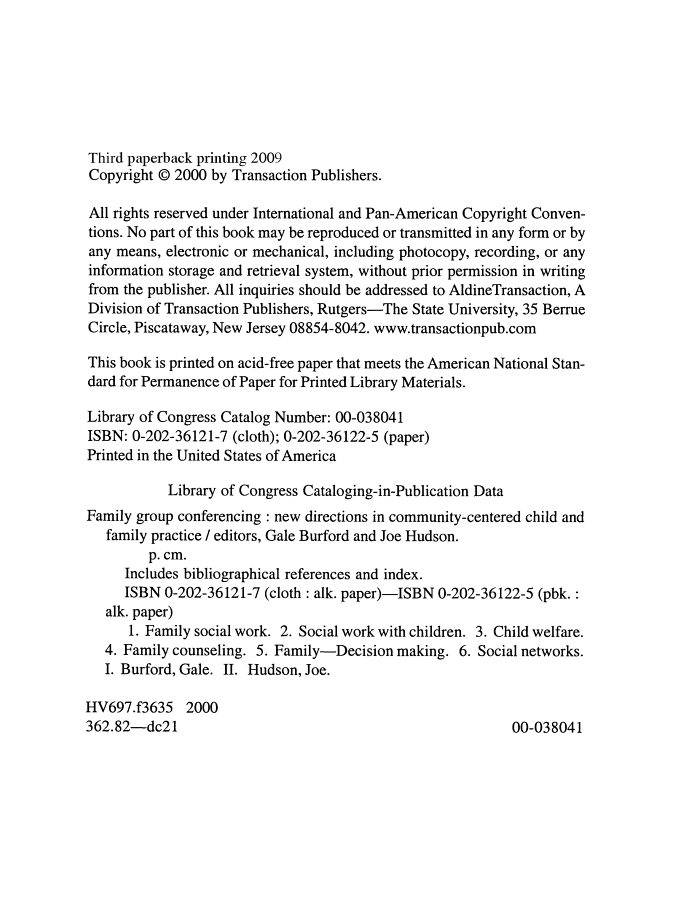 Third paperback printing 2009
Copyright © 2000 by Transaction Publishers.
All rights reserved under International and Pan-American Copyright Conven-
tions. No part of this book may be reproduced or transmitted in any form or by
any means, electronic or mechanical, including photocopy, recording, or any
information storage and retrieval system, without prior permission in writing
from the publisher. All inquiries should be addressed to AldineTransaction, A
Division of Transaction Publishers, Rutgers—The State University, 35 Berrue
Circle, Piscataway, New Jersey 08854-8042. www.transactionpub.com
This book is printed on acid-free paper that meets the American National Stan-
dard for Permanence of Paper for Printed Library Materials.
Library of Congress Catalog Number: 00-038041
ISBN: 0-202-36121-7 (cloth); 0-202-36122-5 (paper)
Printed in the United States of America
Library of Congress Cataloging-in-Publication Data
Family group conferencing : new directions in community-centered child and
family practice / editors, Gale Burford and Joe Hudson.
p. cm.
Includes bibliographical references and index.
ISBN 0-202-36121-7 (cloth : alk. paper)—ISBN 0-202-36122-5 (pbk. :
alk. paper)
1. Family social work. 2. Social work with children. 3. Child welfare.
4. Family counseling. 5. Family—Decision making. 6. Social networks.
I. Burford, Gale. II. Hudson, Joe.
HV697.f3635 2000
362.82—dc21 00-038041